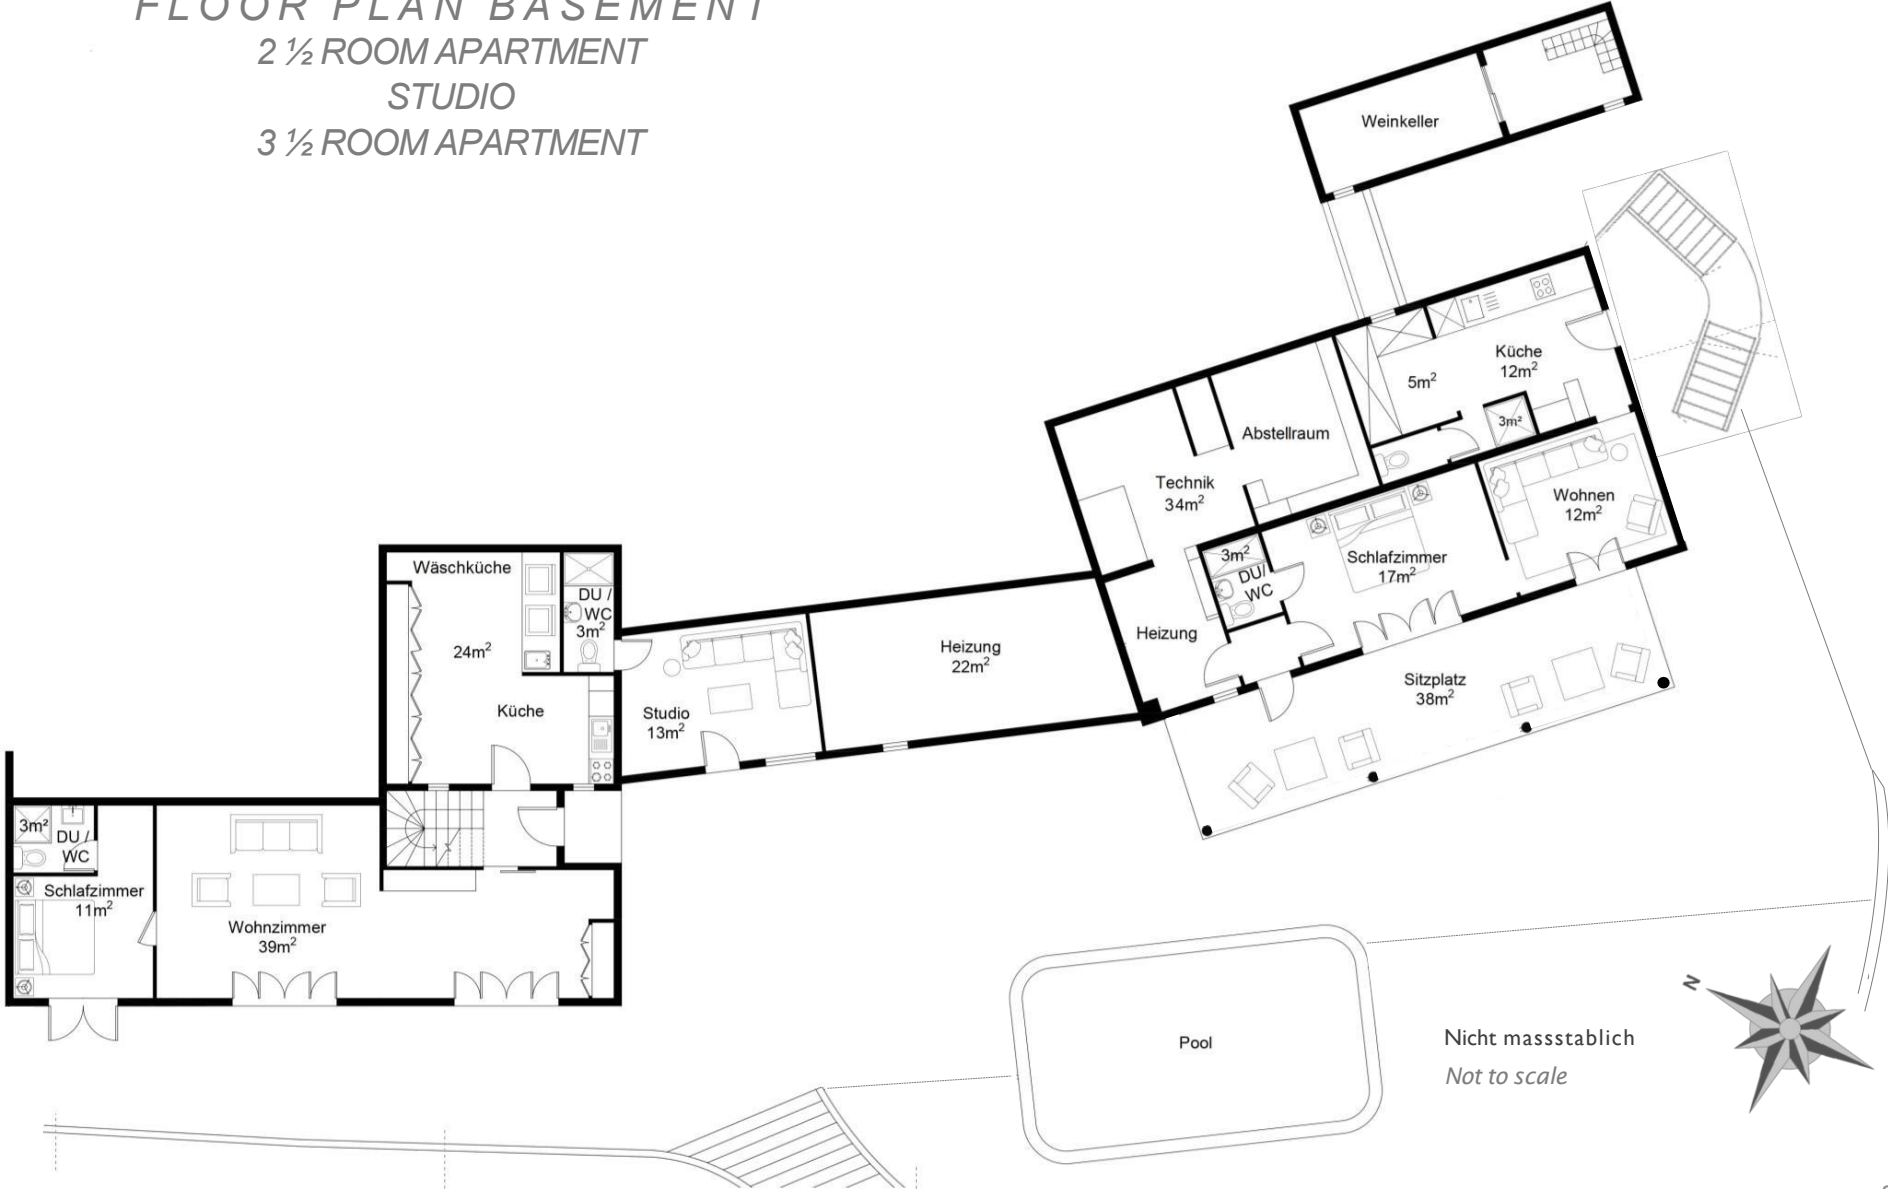 FLOOR PLAN BASEMENT
2 ½ ROOM APARTMENT
STUDIO
3 ½ ROOM APARTMENT
Weinkeller
Küche
12m²
5m²
3m²
Abstellraum
Technik
34m²
Wohnen
12m²
Schlafzimmer
17m²
3m²
DU/
WC
Heizung
Sitzplatz
38m²
Wäschküche
DU /
WC
3m²
24m²
Küche
Studio
13m²
Heizung
22m²
3m²
DU /
WC
Schlafzimmer
11m²
Wohnzimmer
39m²
Pool
N
Nicht massstablich
Not to scale